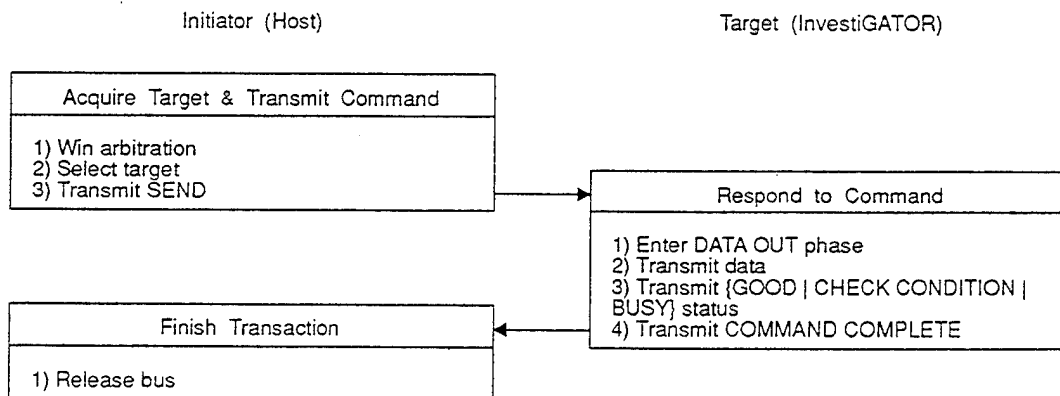 Initiator (Host)
Target (InvestiGATOR)
Acquire Target & Transmit Command
1) Win arbitration
2) Select target
3) Transmit SEND
Respond to Command
1) Enter DATA OUT phase
2) Transmit data
3) Transmit {GOOD | CHECK CONDITION |
BUSY} status
4) Transmit COMMAND COMPLETE
Finish Transaction
1) Release bus